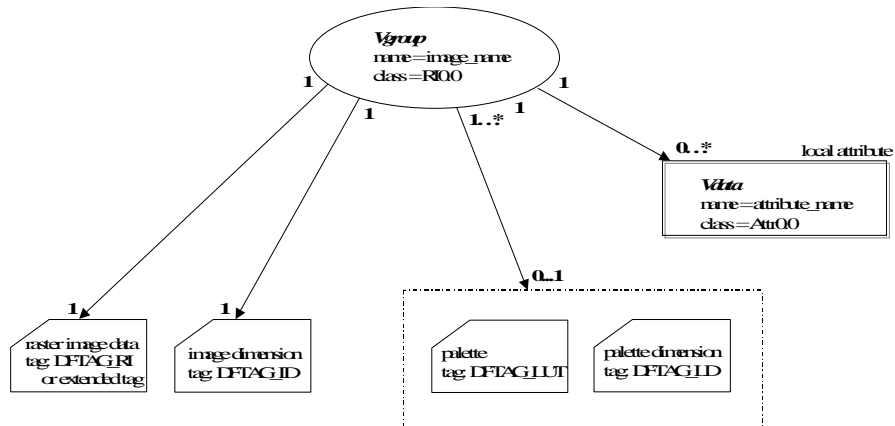 Vgroup
name = image_name
class = RI0.0
1
1
1...*
1
1
0...*
local attribute
Vdata
name = attribute_name
class = Attr0.0
1
1
0...1
raster image data
tag: DFTAG_RI
or extended tag
image dimension
tag: DFTAG_ID
palette
tag: DFTAG_LUT
palette dimension
tag: DFTAG_LD